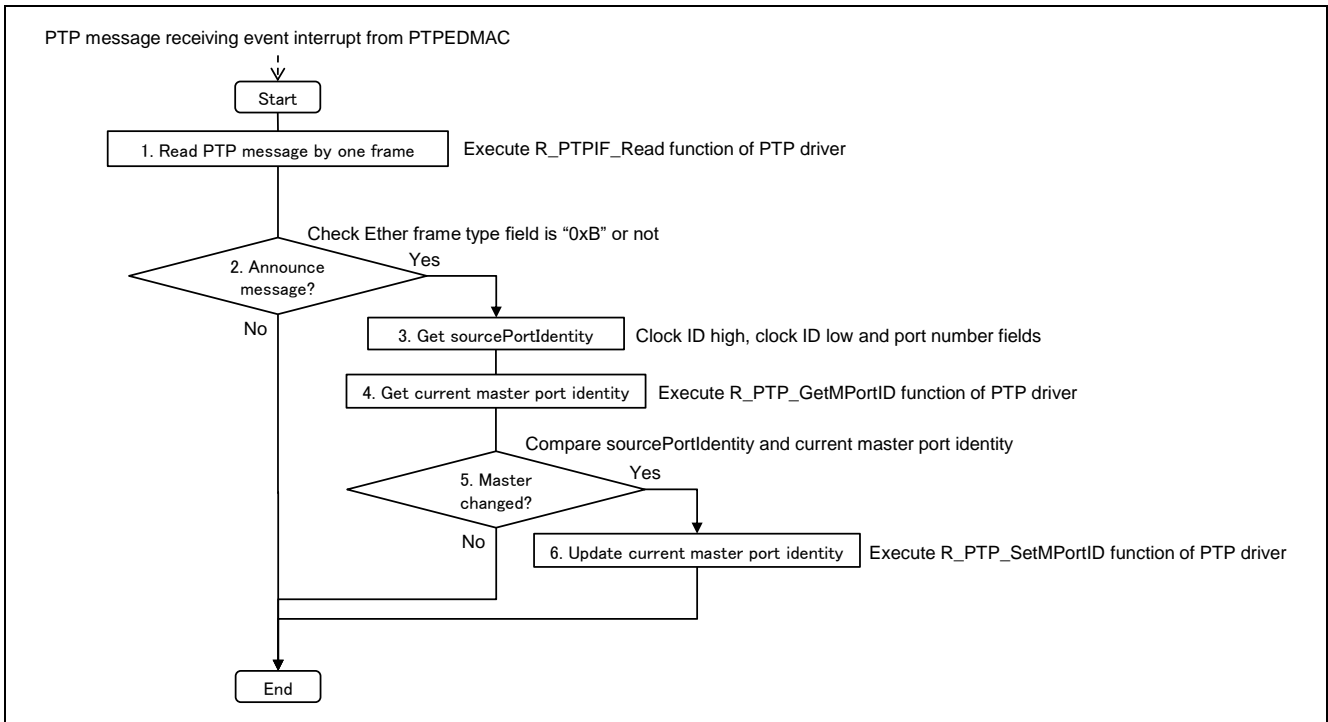 PTP message receiving event interrupt from PTPEDMAC
Start
1. Read PTP message by one frame
Execute R_PTPIF_Read function of PTP driver
Check Ether frame type field is “0xB” or not
2. Announce
message?
Yes
No
3. Get sourcePortIdentity
Clock ID high, clock ID low and port number fields
4. Get current master port identity
Execute R_PTP_GetMPortID function of PTP driver
Compare sourcePortIdentity and current master port identity
5. Master
changed?
Yes
No
6. Update current master port identity
Execute R_PTP_SetMPortID function of PTP driver
End